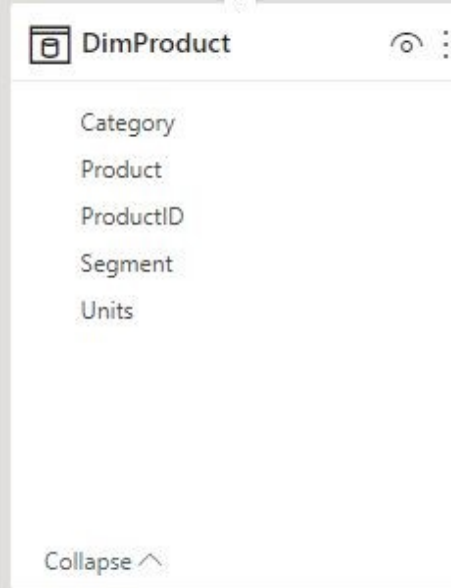 DimProduct
Category
Product
ProductID
Segment
Units
Collapse